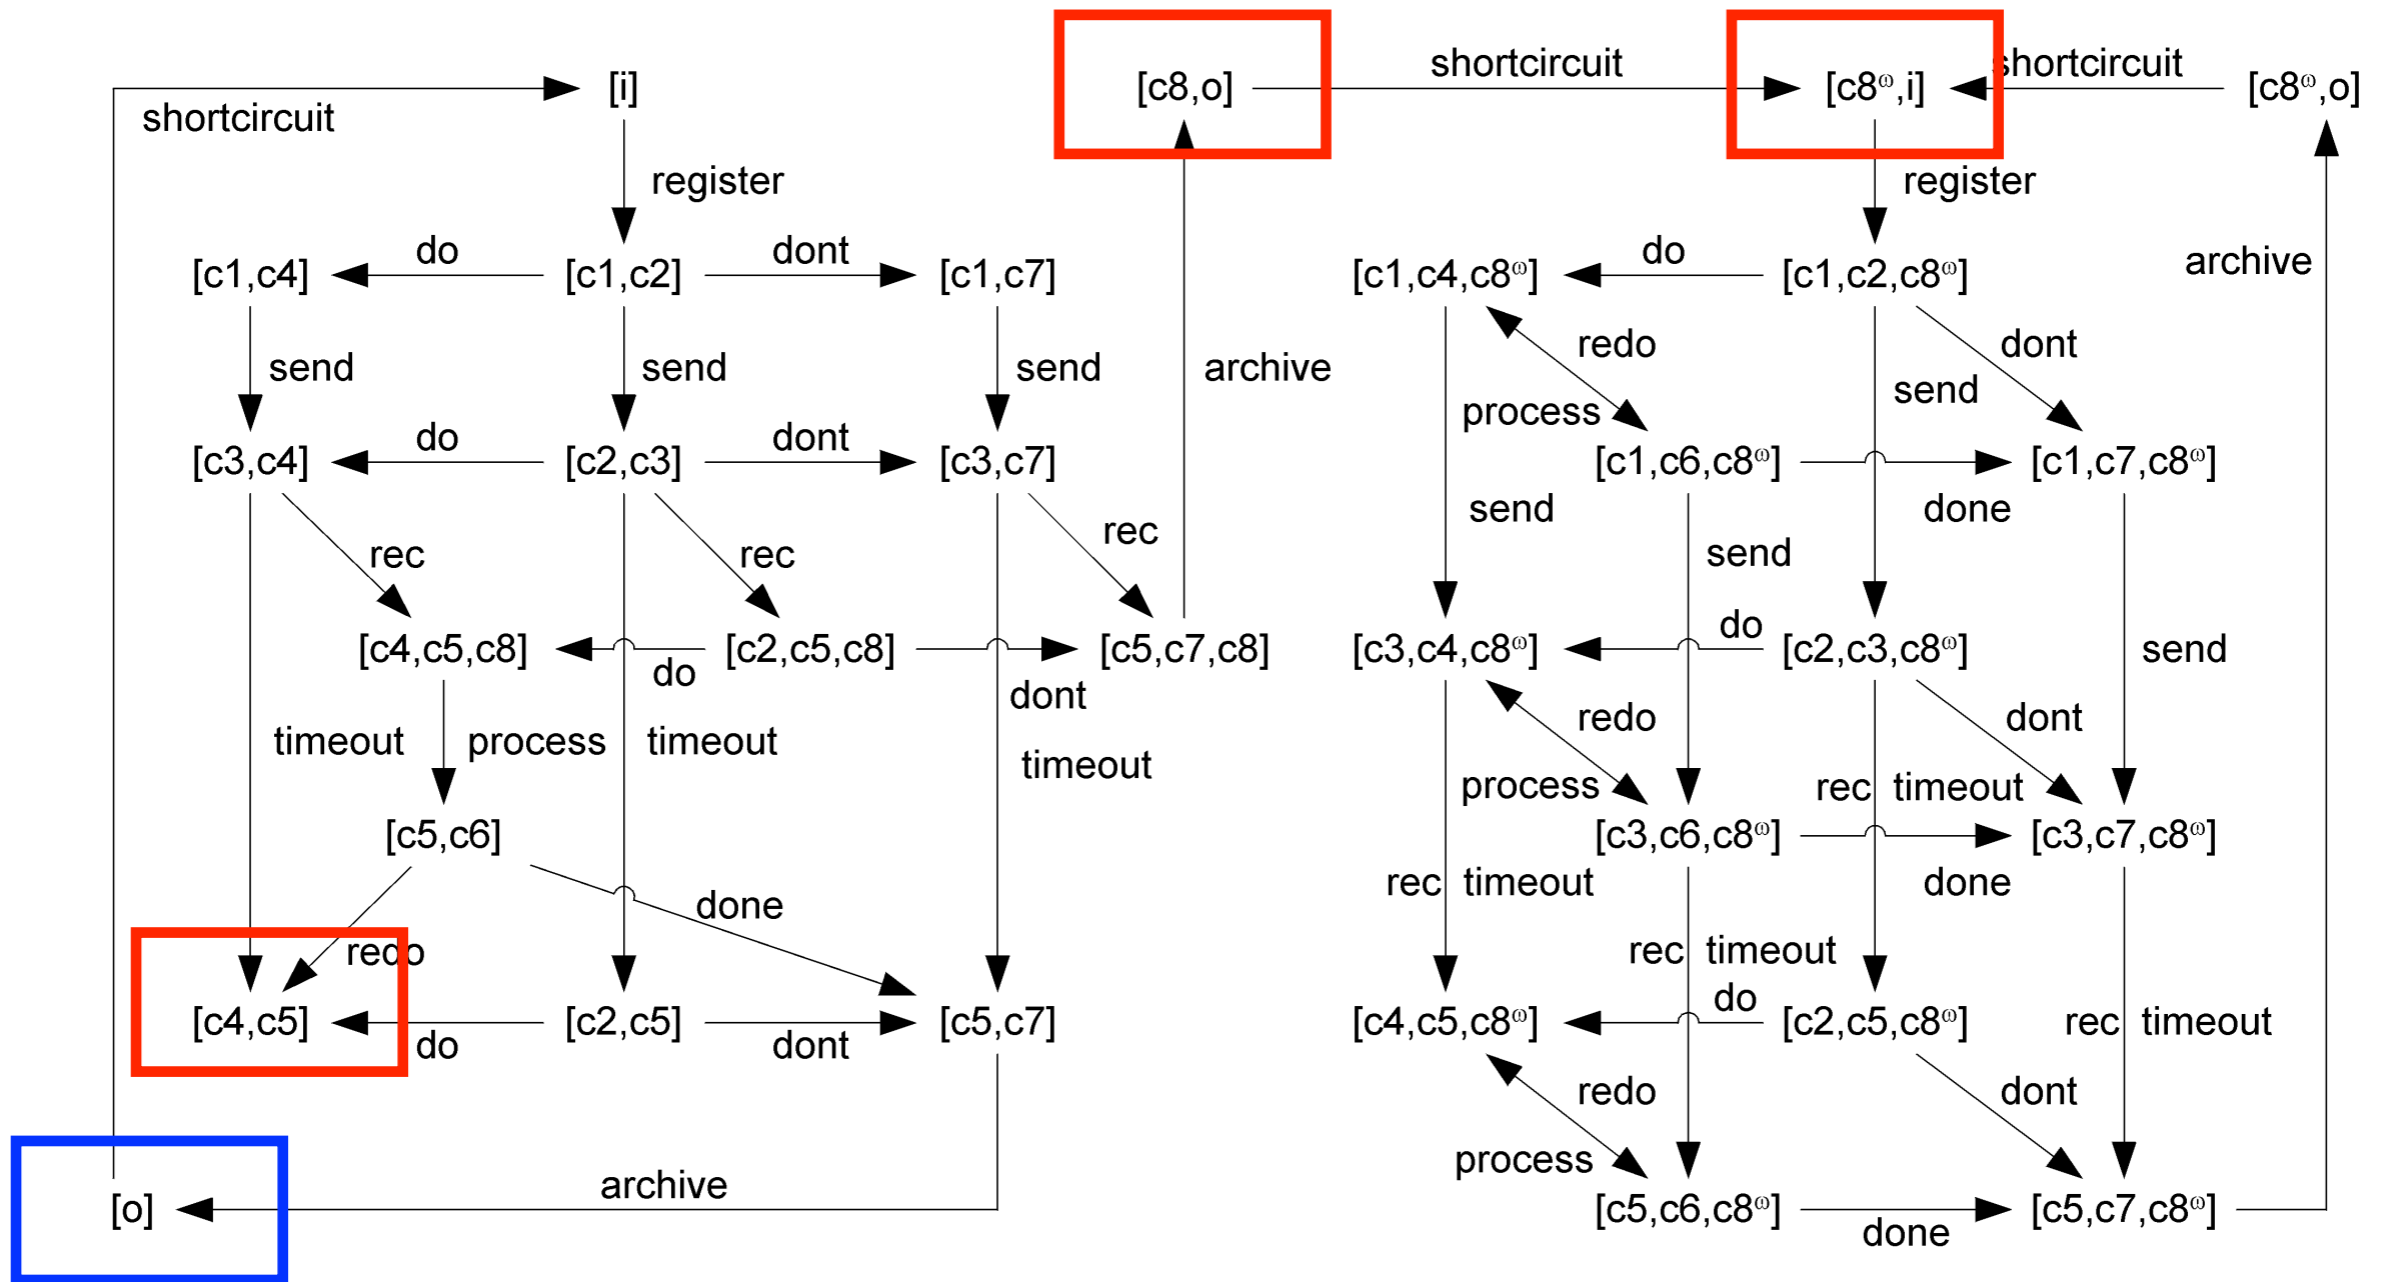 shortcircuit
shortcircuit
[i]
[c8,o]
[c8ω,i]
[c8ω,o]
shortcircuit
register
register
do
dont
do
archive
[c1,c4]
[c1,c2]
[c1,c7]
[c1,c4,c8ω]
[c1,c2,c8ω]
redo
dont
send
send
send
archive
send
process
do
dont
[c3,c4]
[c2,c3]
[c3,c7]
[c1,c6,c8ω]
[c1,c7,c8ω]
send
done
rec
rec
rec
send
do
[c4,c5,c8]
[c2,c5,c8]
[c5,c7,c8]
[c3,c4,c8ω]
[c2,c3,c8ω]
send
do
dont
redo
dont
timeout
process
timeout
timeout
process
rec timeout
[c5,c6]
[c3,c6,c8ω]
[c3,c7,c8ω]
done
rec timeout
done
redo
rec timeout
do
[c4,c5]
[c2,c5]
[c5,c7]
[c4,c5,c8ω]
[c2,c5,c8ω]
rec timeout
do
dont
redo
dont
process
archive
[o]
[c5,c6,c8ω]
[c5,c7,c8ω]
done